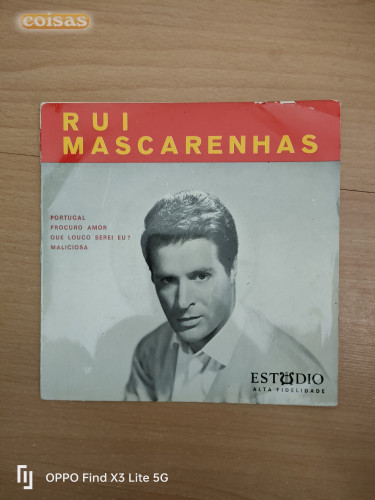 coisas
RUI
MASCARENHAS
PORTUGAL
PROCURO AMOR
QUE LOUCO SEREI EU?
MALICIOSA
ESTÚDIO
ALTA FIDELIDADE
OPPO Find X3 Lite 5G